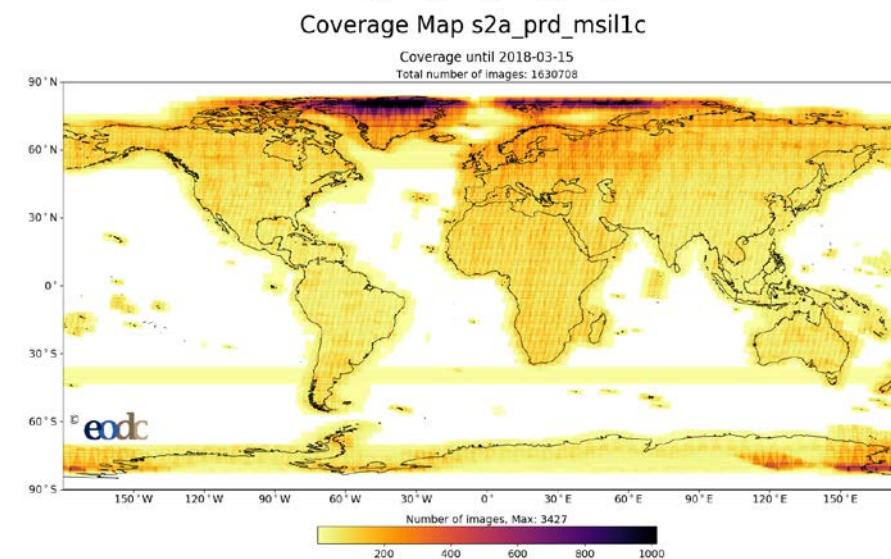 Coverage Map s2a_prd_msil1c
Coverage until 2018-03-15
Total number of images: 1630708
90°N
60°N
30°N
0°
30°S
60°S
90°S
© eodc
150°W 120°W 90°W 60°W 30°W 0° 30°E 60°E 90°E 120°E 150°E
Number of images, Max: 3427
200 400 600 800 1000